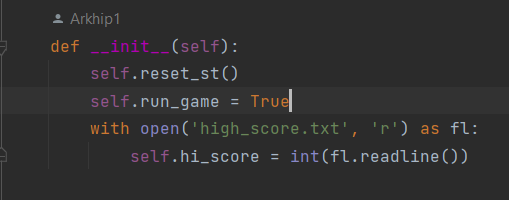 Arkhip1
def __init__(self):
self.reset_st()
self.run_game = True
with open('high_score.txt', 'r') as fl:
self.hi_score = int(fl.readline())